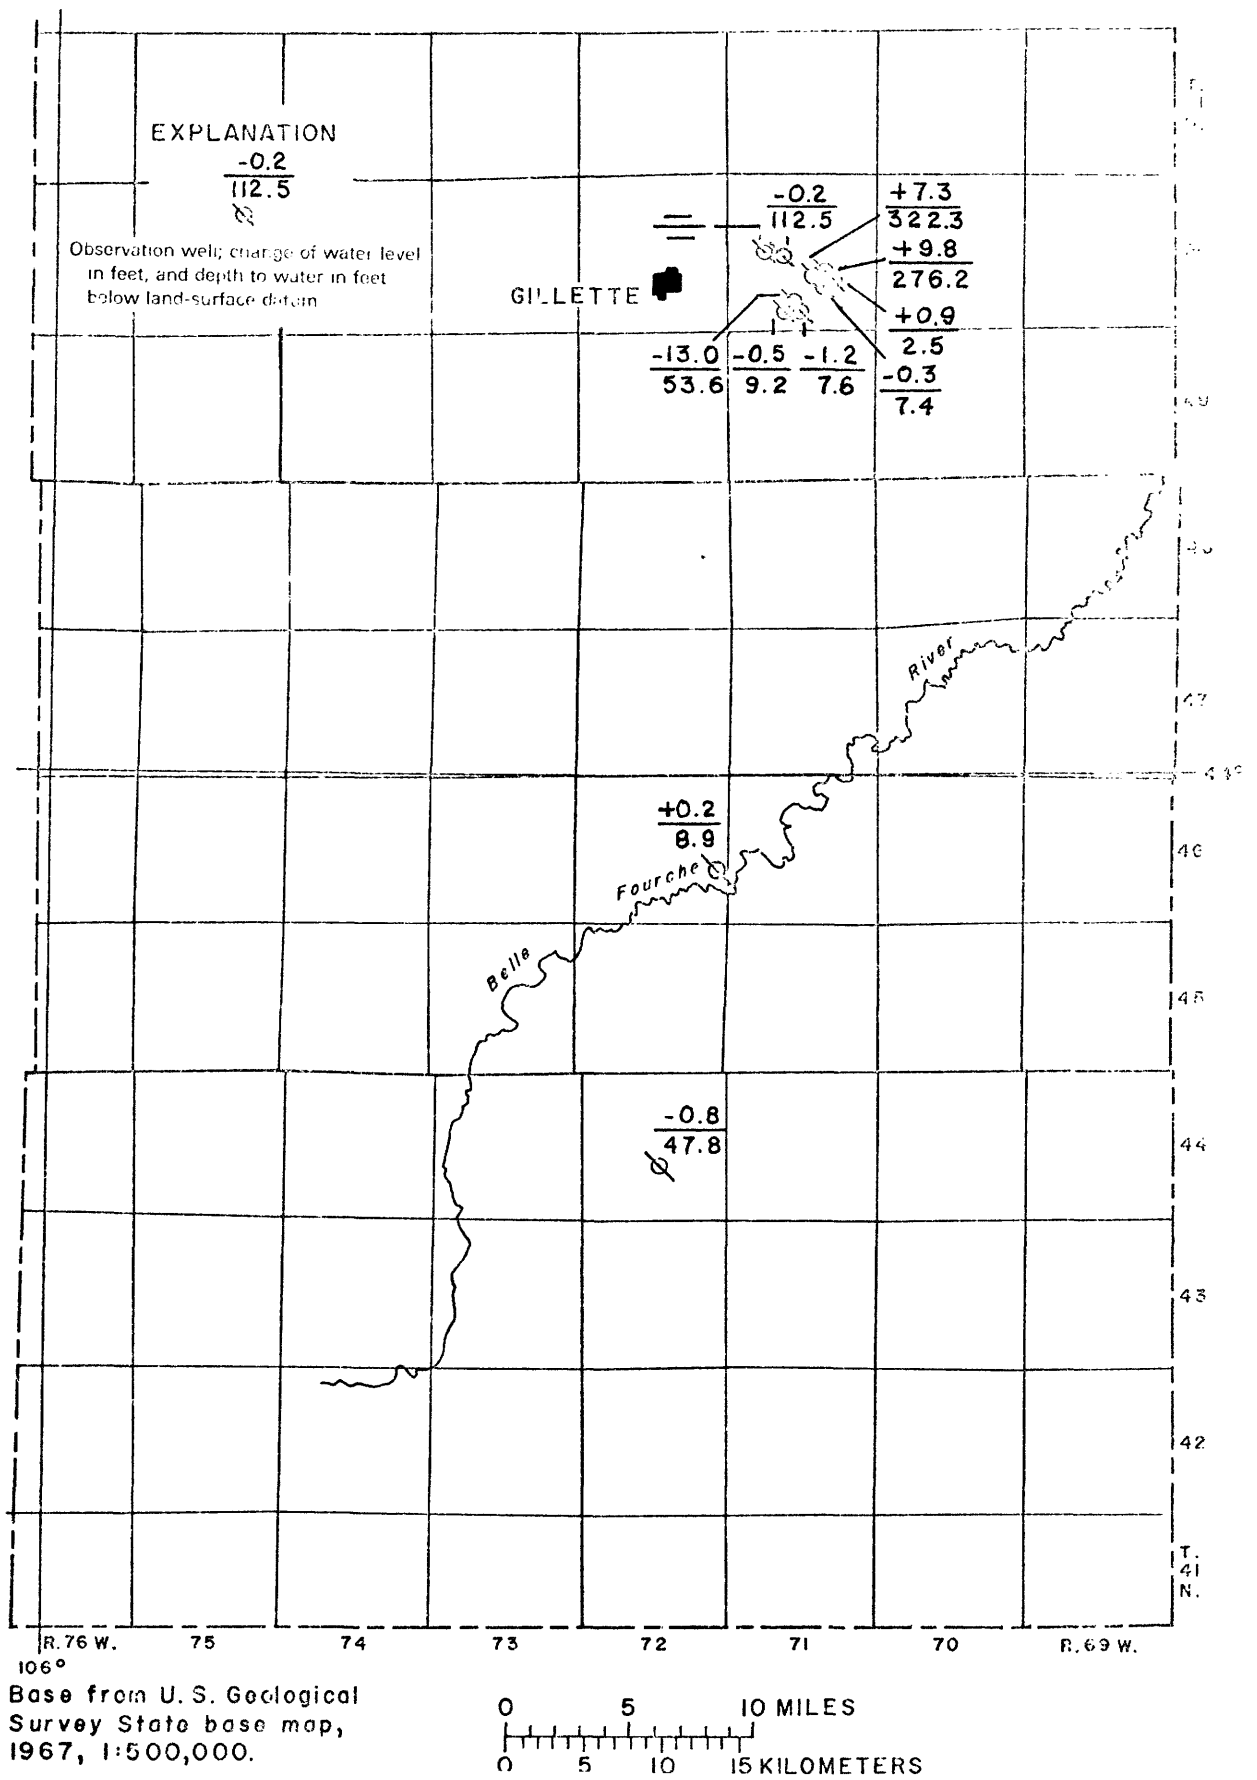 EXPLANATION
-0.2
112.5
Observation well; change of water level
in feet, and depth to water in feet
below land-surface datum
-0.2
112.5
+7.3
322.3
+9.8
276.2
GILLETTE
+0.9
2.5
-13.0
53.6
-0.5
9.2
-1.2
7.6
-0.3
7.4
49
River
47
44°
+0.2
8.9
46
Fourche
Belle
45
-0.8
47.8
44
43
42
T.
41
N.
R. 76 W. 75 74 73 72 71 70 R. 69 W.
106°
Base from U. S. Geological
Survey State base map,
1967, 1:500,000.
0 5 10 MILES
0 5 10 15 KILOMETERS